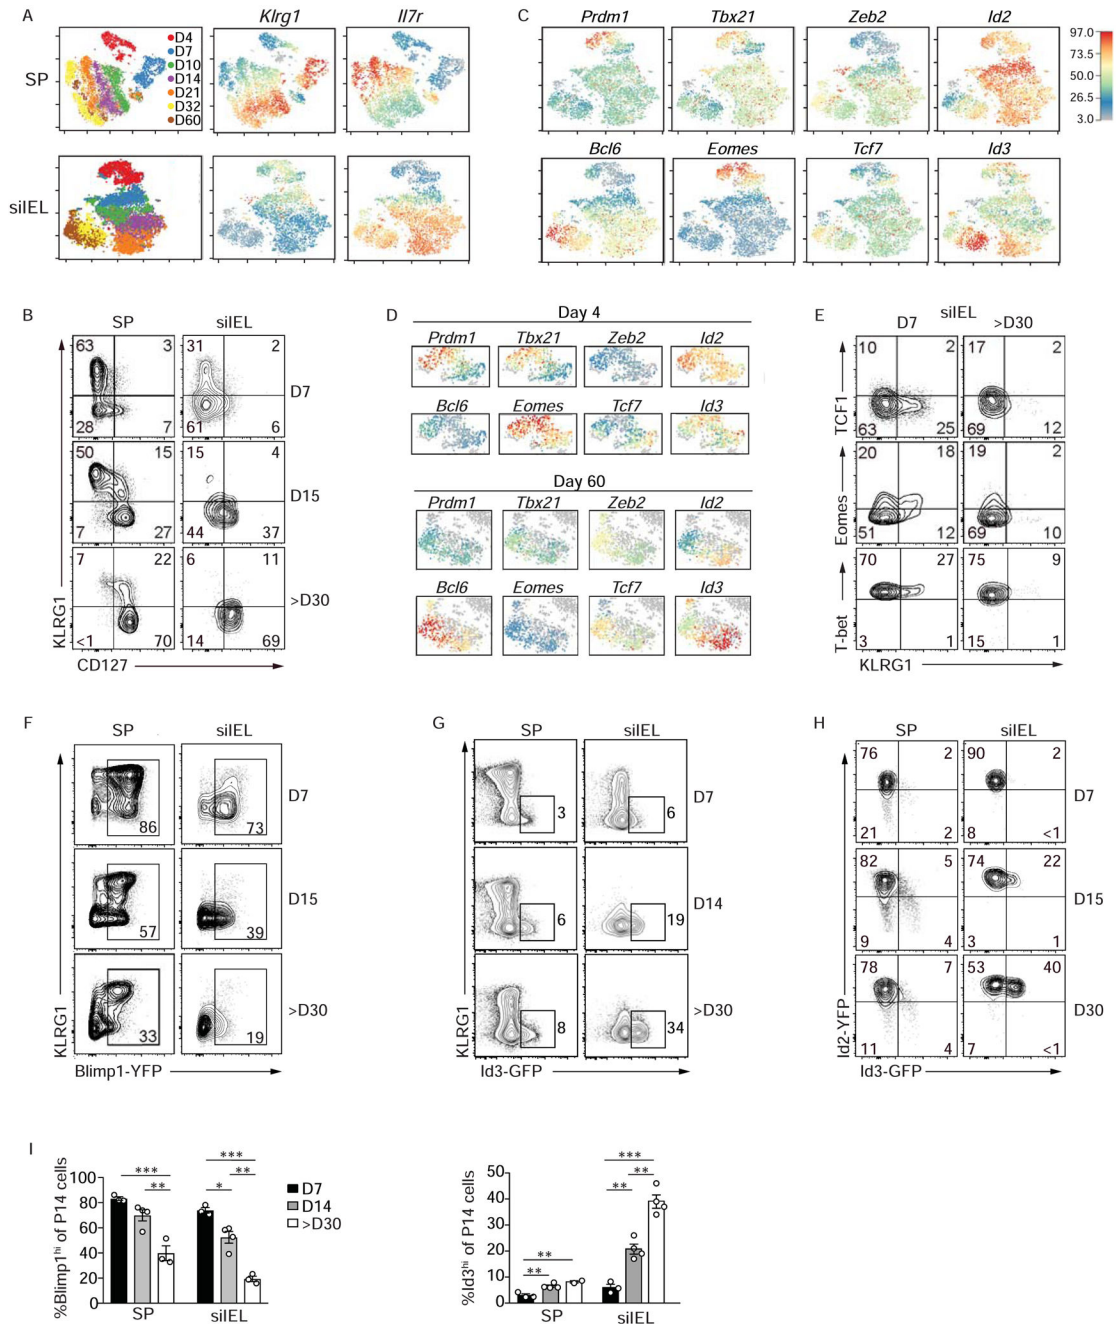 A
Klrg1
Il7r
SP
D4
D7
D10
D14
D21
D32
D60
siIEL
C
Prdm1
Tbx21
Zeb2
Id2
97.0
73.5
50.0
26.5
3.0
Bcl6
Eomes
Tcf7
Id3
B
SP
siIEL
63 3 31 2
D7
28 7 61 6
50 15 15 4
D15
7 27 44 37
7 22 6 11
>D30
<1 70 14 69
KLRG1
CD127
D
Day 4
Prdm1 Tbx21 Zeb2 Id2
Bcl6 Eomes Tcf7 Id3
Day 60
Prdm1 Tbx21 Zeb2 Id2
Bcl6 Eomes Tcf7 Id3
E
siIEL
D7 >D30
10 2 17 2
TCF1
63 25 69 12
20 18 19 2
Eomes
51 12 69 10
70 27 75 9
T-bet
3 1 15 1
KLRG1
F
SP siIEL
86 73
D7
57 39
D15
33 19
>D30
KLRG1
Blimp1-YFP
G
SP siIEL
3 6
D7
6 19
D14
8 34
>D30
KLRG1
Id3-GFP
H
SP siIEL
76 2 90 2
D7
21 2 8 <1
82 5 74 22
D15
9 4 3 1
78 7 53 40
D30
11 4 7 <1
Id2-YFP
Id3-GFP
I
%Blimp1hi of P14 cells
100
80
60
40
20
0
*** **
*** ** *
SP siIEL
D7
D14
>D30
%Id3hi of P14 cells
50
40
30
20
10
0
** **
*** ** **
SP siIEL